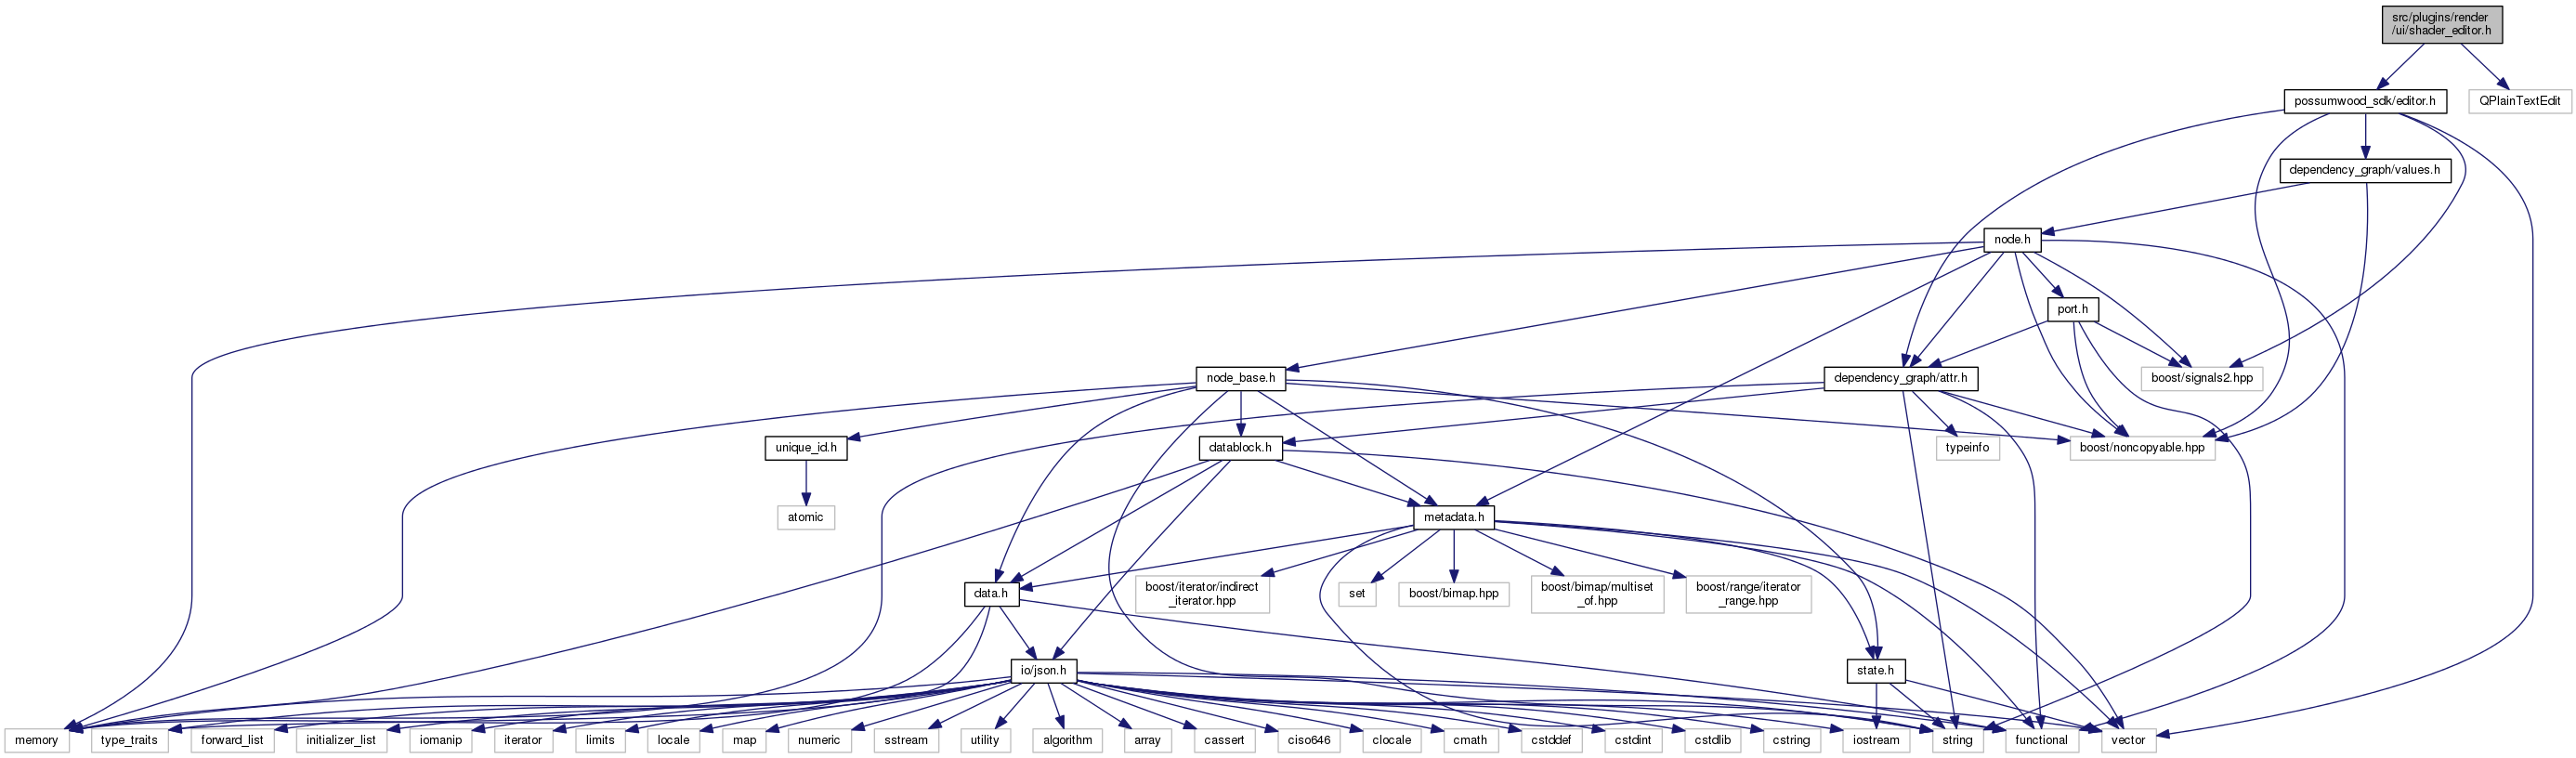 src/plugins/render
/ui/shader_editor.h
possumwood_sdk/editor.h
QPlainTextEdit
dependency_graph/values.h
node.h
port.h
node_base.h
dependency_graph/attr.h
boost/signals2.hpp
unique_id.h
datablock.h
typeinfo
boost/noncopyable.hpp
atomic
metadata.h
data.h
boost/iterator/indirect
_iterator.hpp
set
boost/bimap.hpp
boost/bimap/multiset
_of.hpp
boost/range/iterator
_range.hpp
io/json.h
state.h
memory
type_traits
forward_list
initializer_list
iomanip
iterator
limits
locale
map
numeric
sstream
utility
algorithm
array
cassert
ciso646
clocale
cmath
cstddef
cstdint
cstdlib
cstring
iostream
string
functional
vector